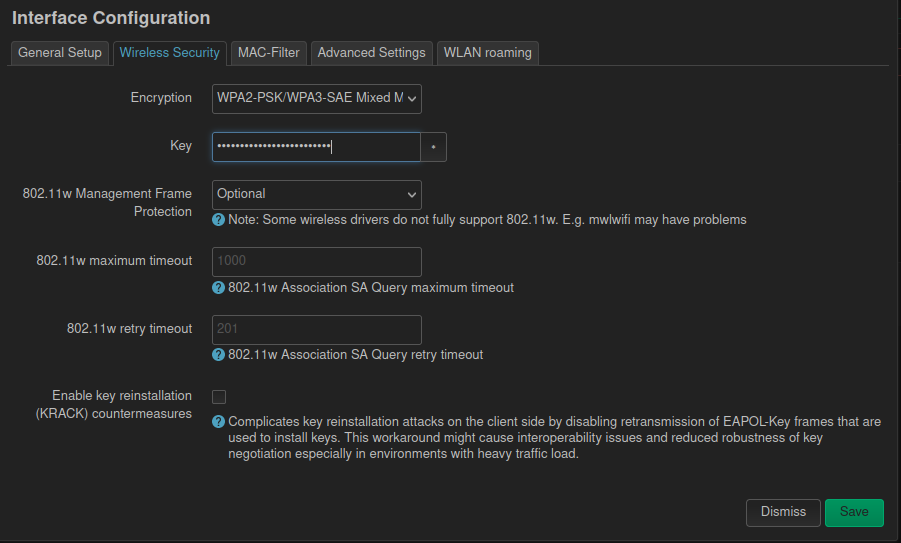 Interface Configuration
General Setup
Wireless Security
MAC-Filter
Advanced Settings
WLAN roaming
Encryption
WPA2-PSK/WPA3-SAE Mixed M
Key
•••••••••••••••••••••••••
*
802.11w Management Frame
Protection
Optional
Note: Some wireless drivers do not fully support 802.11w. E.g. mwlwifi may have problems
802.11w maximum timeout
1000
802.11w Association SA Query maximum timeout
802.11w retry timeout
201
802.11w Association SA Query retry timeout
Enable key reinstallation
(KRACK) countermeasures
Complicates key reinstallation attacks on the client side by disabling retransmission of EAPOL-Key frames that are
used to install keys. This workaround might cause interoperability issues and reduced robustness of key
negotiation especially in environments with heavy traffic load.
Dismiss
Save